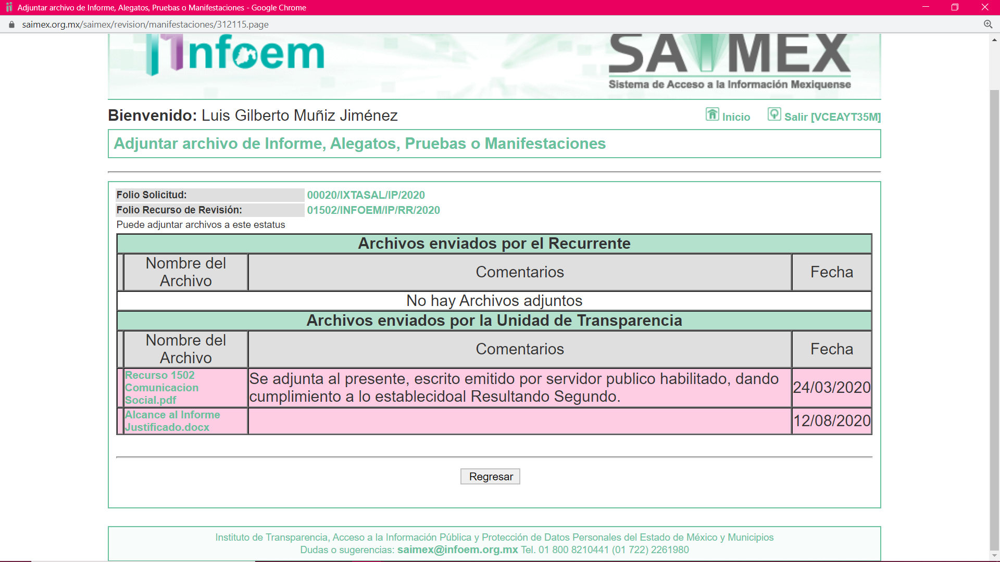 Adjuntar archivo de Informe, Alegatos, Pruebas o Manifestaciones - Google Chrome
saimex.org.mx/saimex/revision/manifestaciones/312115.page
infoem
SAIMEX
Sistema de Acceso a la Información Mexiquense
Bienvenido: Luis Gilberto Muñiz Jiménez
Inicio
Salir [VCEAYT35M]
Adjuntar archivo de Informe, Alegatos, Pruebas o Manifestaciones
Folio Solicitud: 00020/IXTASAL/IP/2020
Folio Recurso de Revisión: 01502/INFOEM/IP/RR/2020
Puede adjuntar archivos a este estatus
Archivos enviados por el Recurrente
Nombre del
Archivo
Comentarios
Fecha
No hay Archivos adjuntos
Archivos enviados por la Unidad de Transparencia
Nombre del
Archivo
Comentarios
Fecha
Recurso 1502
Comunicacion
Social.pdf
Se adjunta al presente, escrito emitido por servidor publico habilitado, dando
cumplimiento a lo establecidoal Resultando Segundo.
24/03/2020
Alcance al Informe
Justificado.docx
12/08/2020
Regresar
Instituto de Transparencia, Acceso a la Información Pública y Protección de Datos Personales del Estado de México y Municipios
Dudas o sugerencias: saimex@infoem.org.mx Tel. 01 800 8210441 (01 722) 2261980